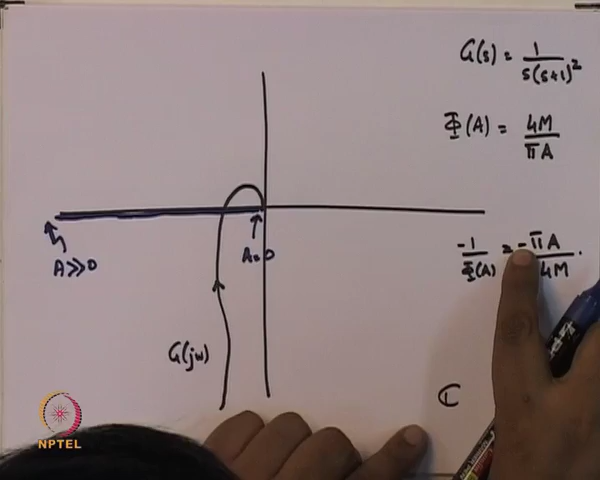 G(s) = 1 / s(s+1)²
Φ(A) = 4M / πA
-1 / Φ(A) = -πA / 4M .
A≫0
A=0
G(jω)
ℂ
NPTEL